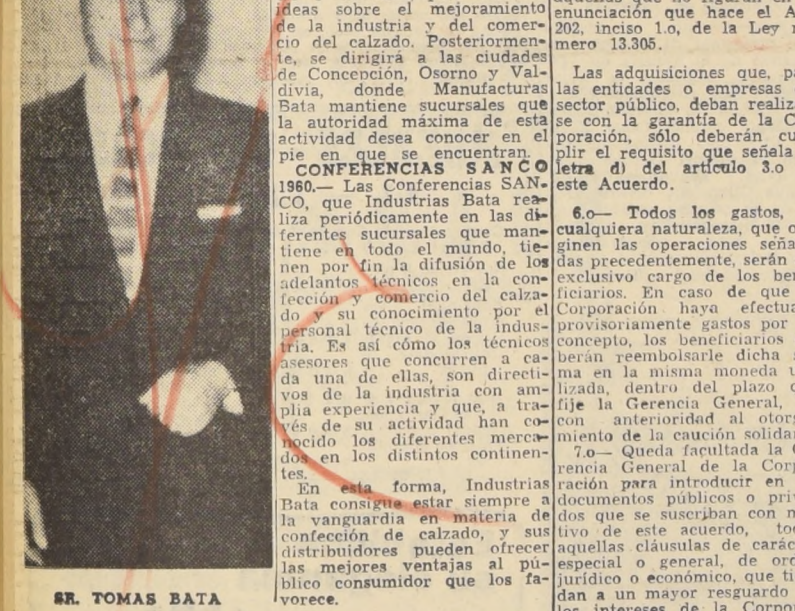 ideas sobre el mejoramiento
de la industria y del comer-
cio del calzado. Posteriormen-
te, se dirigirá a las ciudades
de Concepción, Osorno y Val-
divia, donde Manufacturas
Bata mantiene sucursales que
la autoridad máxima de esta
actividad desea conocer en el
pie en que se encuentran.
CONFERENCIAS SANCO
1960.— Las Conferencias SAN-
CO, que Industrias Bata rea-
liza periódicamente en las di-
ferentes sucursales que man-
tiene en todo el mundo, tie-
nen por fin la difusión de los
adelantos técnicos en la con-
fección y comercio del calza-
do y su conocimiento por el
personal técnico de la indus-
tria. Es así cómo los técnicos
asesores que concurren a ca-
da una de ellas, son directi-
vos de la industria con am-
plia experiencia y que, a tra-
vés de su actividad han co-
nocido los diferentes merca-
dos en los distintos continen-
tes.
En esta forma, Industrias
Bata consigue estar siempre a
la vanguardia en materia de
confección de calzado, y sus
distribuidores pueden ofrecer
las mejores ventajas al pú-
blico consumidor que los fa-
vorece.
SR. TOMAS BATA
enunciación que hace el A
202, inciso 1.o, de la Ley
mero 13.305.
Las adquisiciones que, pa
las entidades o empresas
sector público, deban realiz
se con la garantía de la C
poración, sólo deberán cu
plir el requisito que señala
letra d) del artículo 3.o
este Acuerdo.
6.o— Todos los gastos,
cualquiera naturaleza, que o
ginen las operaciones seña
das precedentemente, serán
exclusivo cargo de los be
ficiarios. En caso de que
Corporación haya efectua
provisoriamente gastos por
concepto, los beneficiarios
berán reembolsarle dicha s
ma en la misma moneda u
lizada, dentro del plazo q
fije la Gerencia General,
con anterioridad al otor
miento de la caución solidar
7.o— Queda facultada la G
rencia General de la Corp
ración para introducir en
documentos públicos o priv
dos que se suscriban con m
tivo de este acuerdo, tod
aquellas cláusulas de carác
especial o general, de ord
jurídico o económico, que ti
dan a un mayor resguardo
los intereses de la Corpo